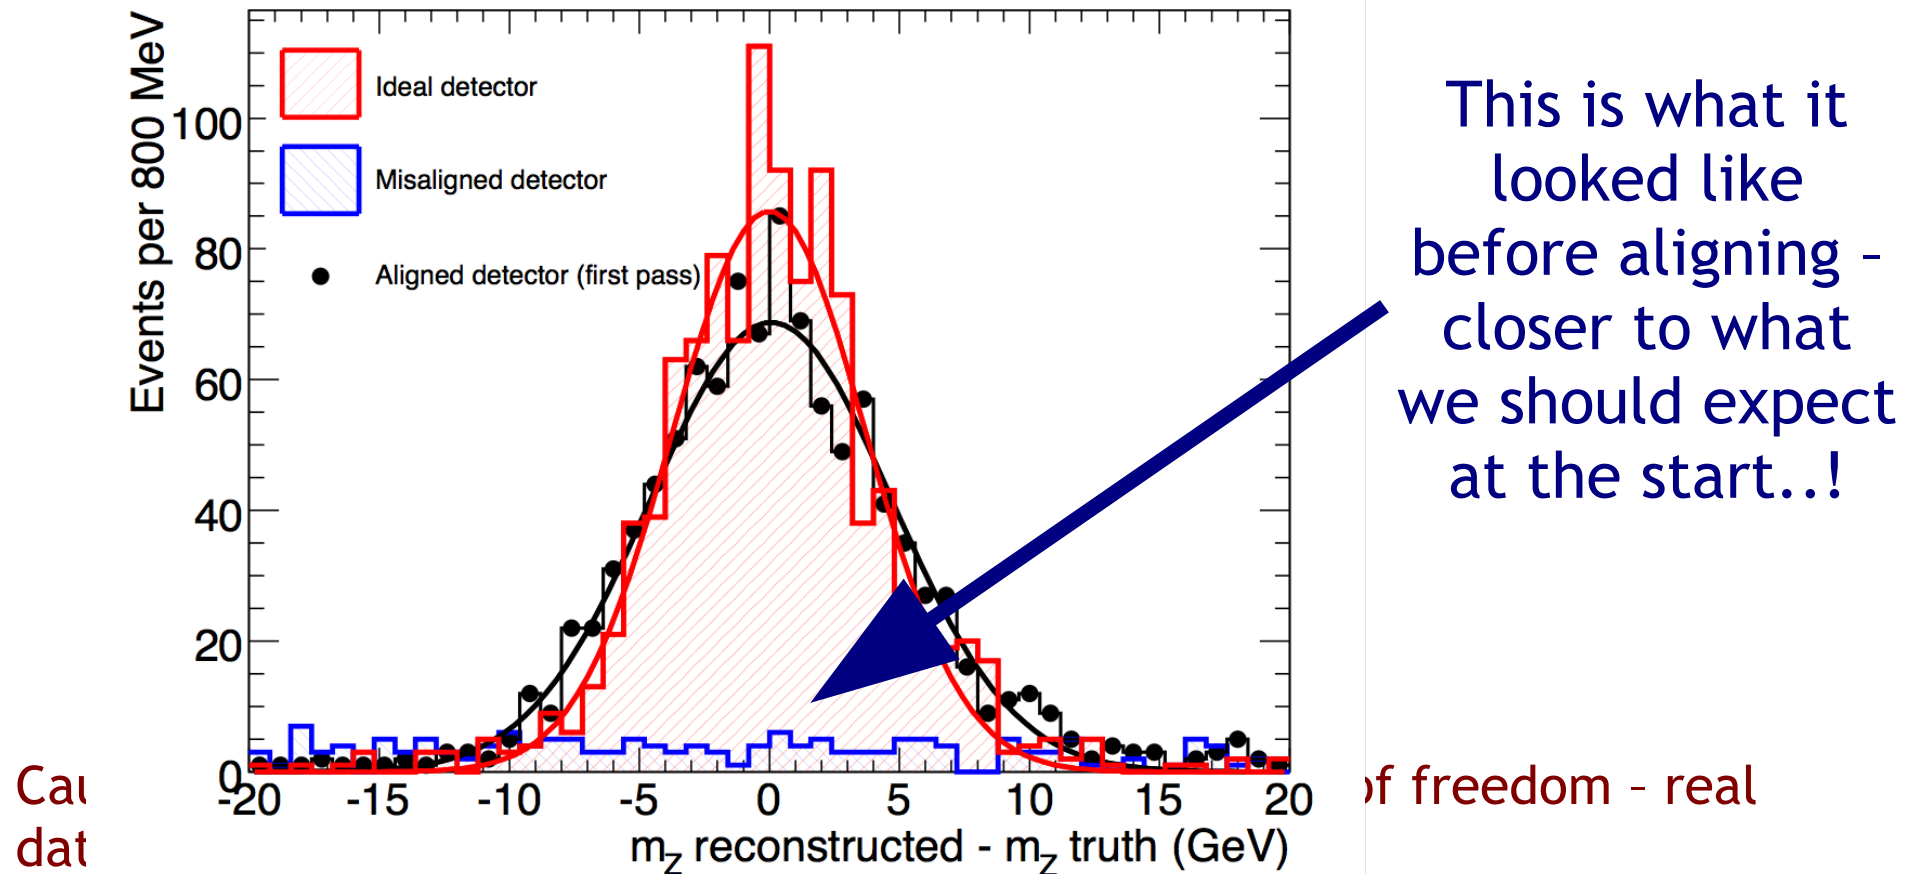 Events per 800 MeV
100
80
60
40
20
0
Ideal detector
Misaligned detector
Aligned detector (first pass)
-20 -15 -10 -5 0 5 10 15 20
m_Z reconstructed - m_Z truth (GeV)
This is what it
looked like
before aligning –
closer to what
we should expect
at the start..!
of freedom – real